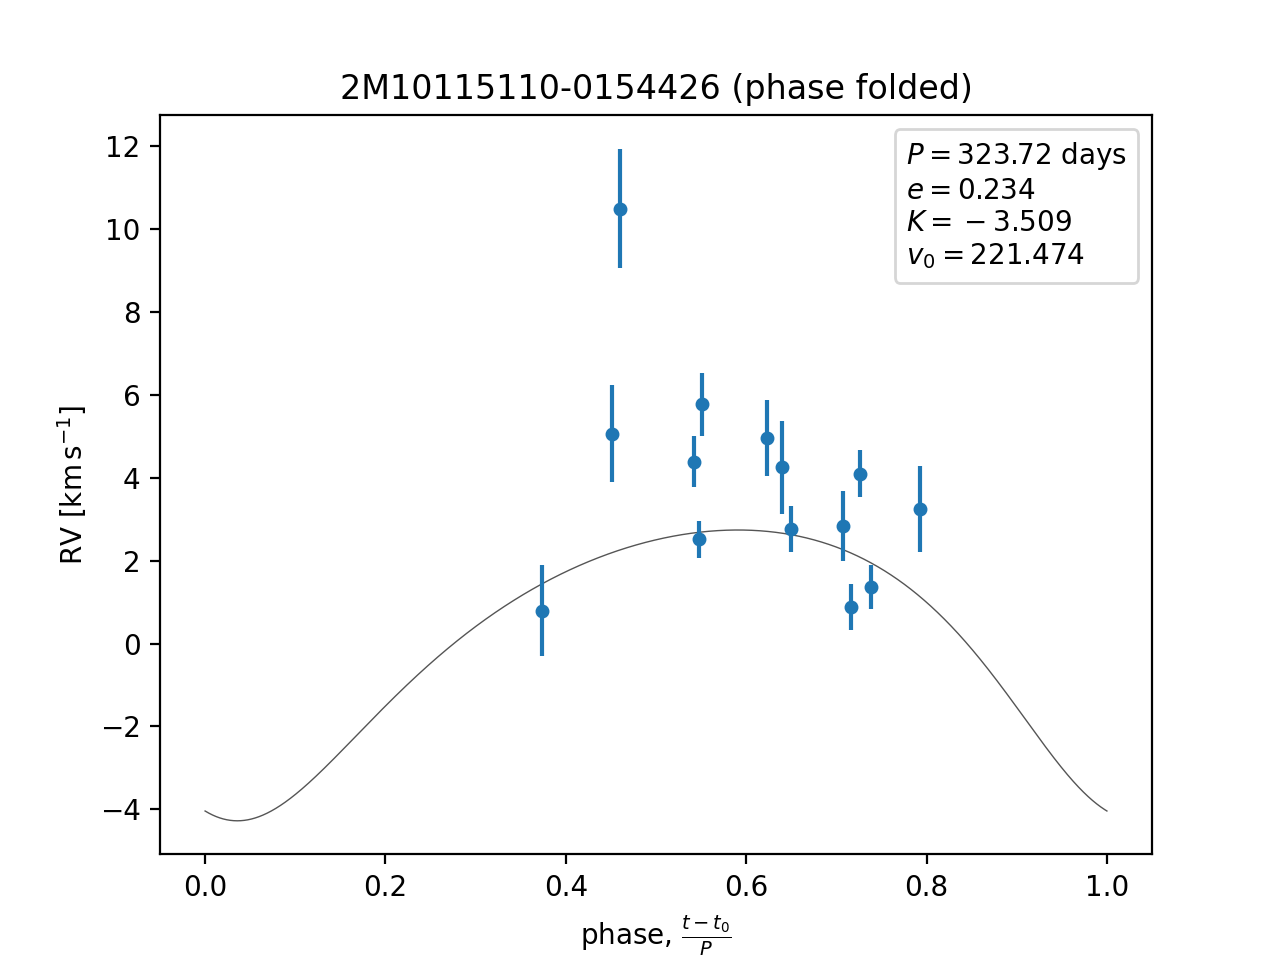 2M10115110-0154426 (phase folded)
P = 323.72 days
e = 0.234
K = −3.509
v₀ = 221.474
RV [km s⁻¹]
12
10
8
6
4
2
0
−2
−4
0.0 0.2 0.4 0.6 0.8 1.0
phase, (t − t₀)/P